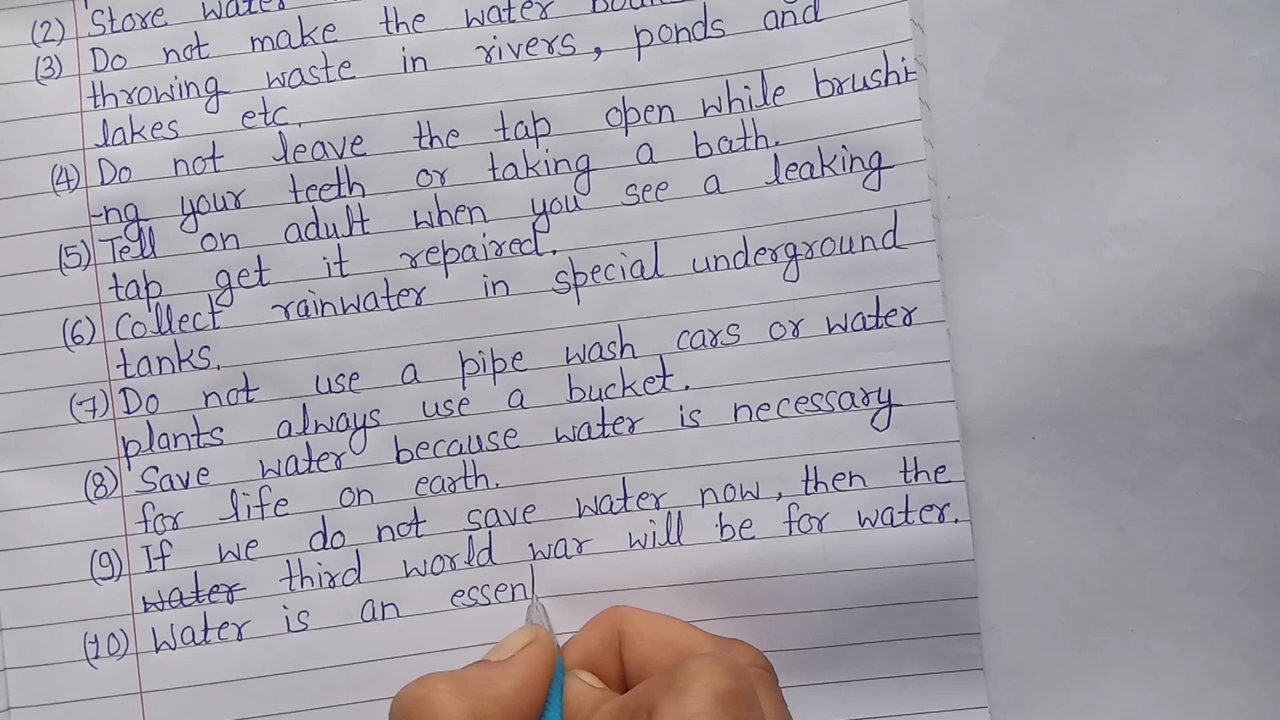 (2) Store water
(3) Do not make the water
throwing waste in rivers, ponds and
lakes etc.
(4) Do not leave the tap open while brushi
-ng your teeth or taking a bath.
(5) Tell on adult when you see a leaking
tap get it repaired.
(6) Collect rainwater in special underground
tanks.
(7) Do not use a pipe wash cars or water
plants always use a bucket.
(8) Save water because water is necessary
for life on earth.
(9) If we do not save water now, then the
water third world war will be for water.
(10) Water is an essen